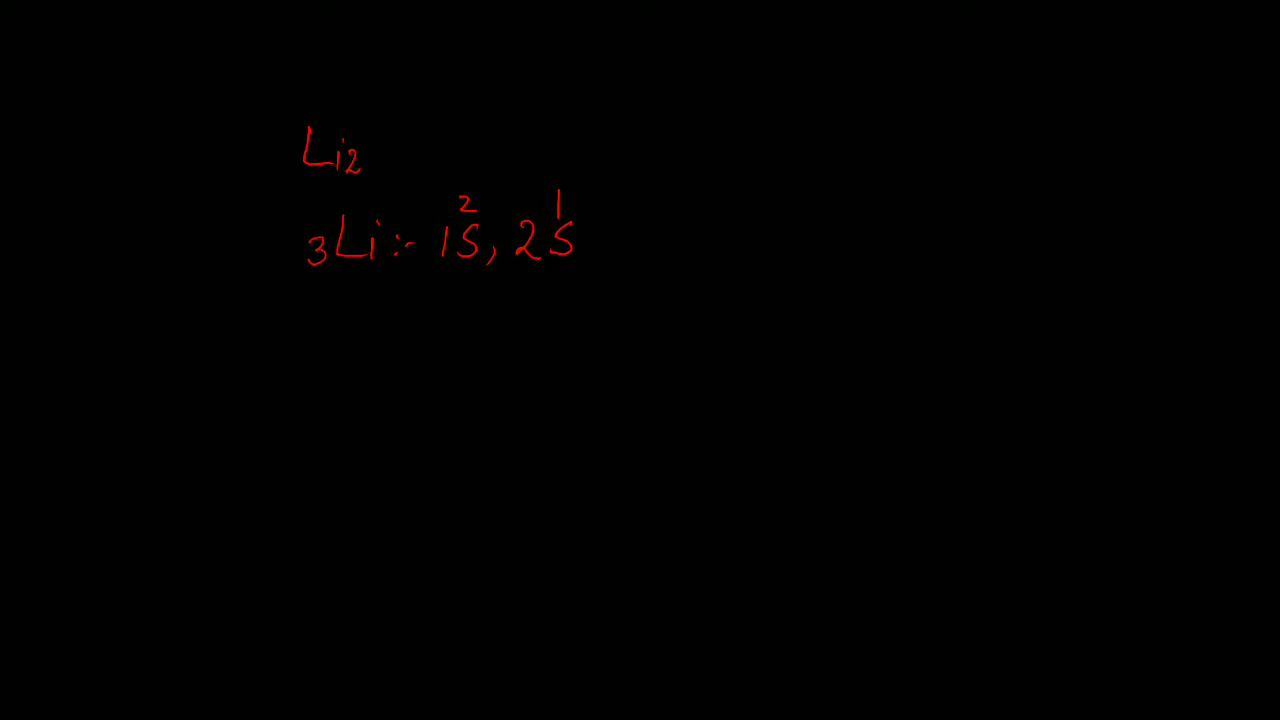 Li₂
₃Li :- 1S², 2S¹